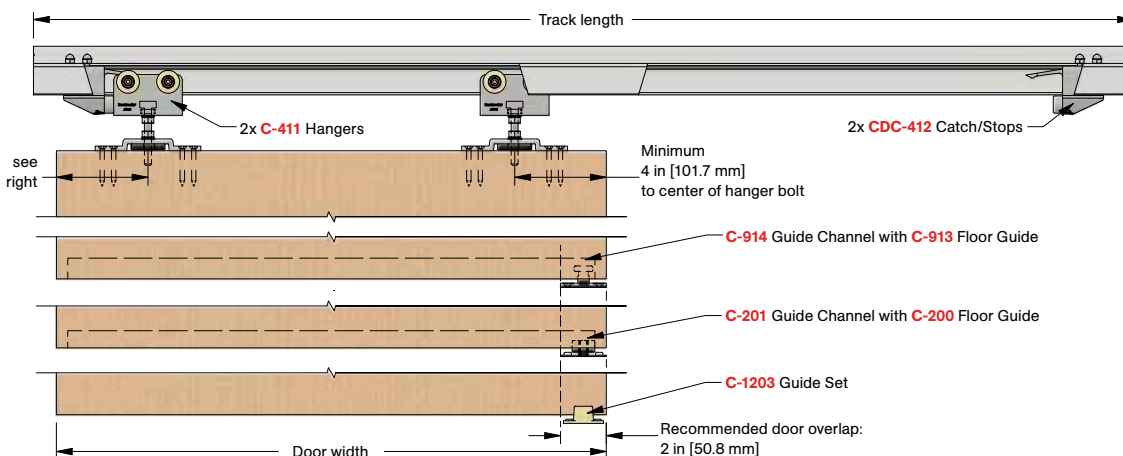 Track length
2x C-411 Hangers
2x CDC-412 Catch/Stops
see
right
Minimum
4 in [101.7 mm]
to center of hanger bolt
C-914 Guide Channel with C-913 Floor Guide
C-201 Guide Channel with C-200 Floor Guide
C-1203 Guide Set
Recommended door overlap:
2 in [50.8 mm]
Door width